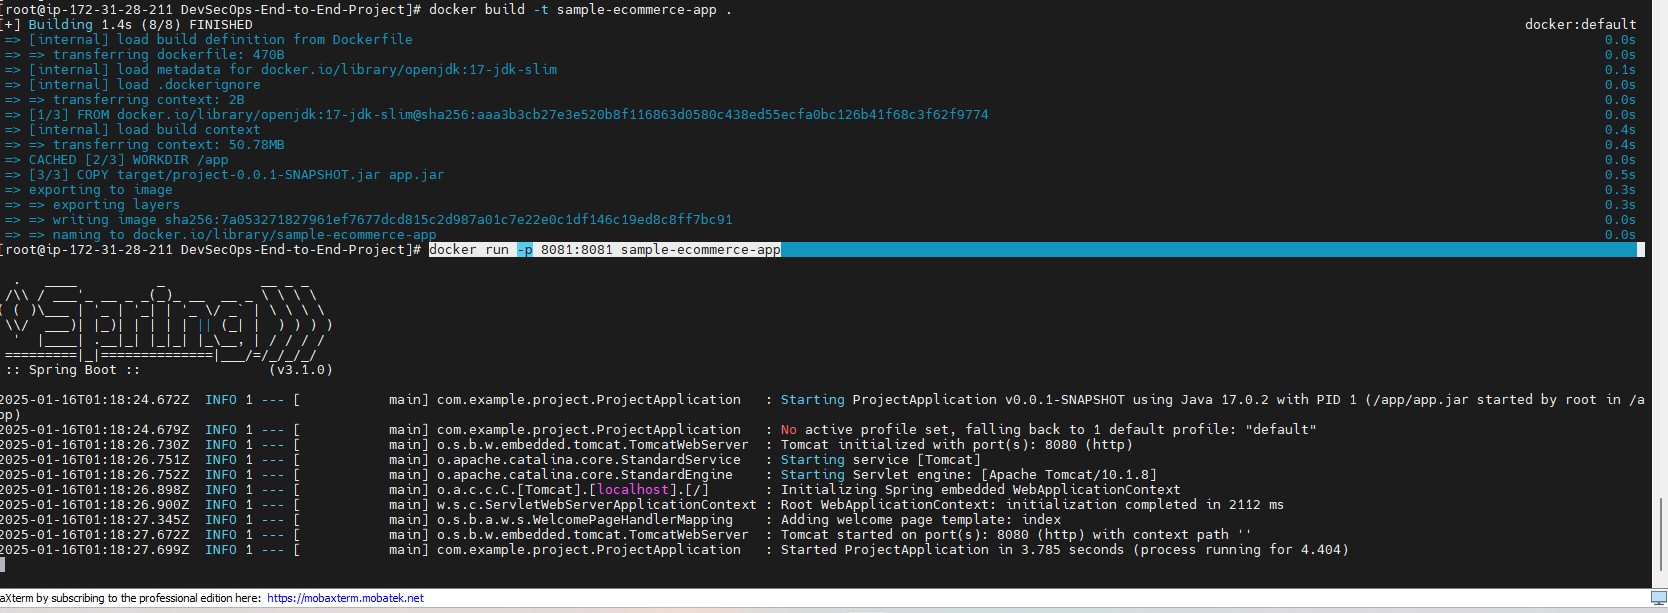 [root@ip-172-31-28-211 DevSecOps-End-to-End-Project]# docker build -t sample-ecommerce-app .
[+] Building 1.4s (8/8) FINISHED docker:default
=> [internal] load build definition from Dockerfile 0.0s
=> => transferring dockerfile: 470B 0.0s
=> [internal] load metadata for docker.io/library/openjdk:17-jdk-slim 0.1s
=> [internal] load .dockerignore 0.0s
=> => transferring context: 2B 0.0s
=> [1/3] FROM docker.io/library/openjdk:17-jdk-slim@sha256:aaa3b3cb27e3e520b8f116863d0580c438ed55ecfa0bc126b41f68c3f62f9774 0.0s
=> [internal] load build context 0.4s
=> => transferring context: 50.78MB 0.4s
=> CACHED [2/3] WORKDIR /app 0.0s
=> [3/3] COPY target/project-0.0.1-SNAPSHOT.jar app.jar 0.5s
=> exporting to image 0.3s
=> => exporting layers 0.3s
=> => writing image sha256:7a053271827961ef7677dcd815c2d987a01c7e22e0c1df146c19ed8c8ff7bc91 0.0s
=> => naming to docker.io/library/sample-ecommerce-app 0.0s
[root@ip-172-31-28-211 DevSecOps-End-to-End-Project]# docker run -p 8081:8081 sample-ecommerce-app
:: Spring Boot :: (v3.1.0)
2025-01-16T01:18:24.672Z INFO 1 --- [ main] com.example.project.ProjectApplication : Starting ProjectApplication v0.0.1-SNAPSHOT using Java 17.0.2 with PID 1 (/app/app.jar started by root in /a
pp)
2025-01-16T01:18:24.679Z INFO 1 --- [ main] com.example.project.ProjectApplication : No active profile set, falling back to 1 default profile: "default"
2025-01-16T01:18:26.730Z INFO 1 --- [ main] o.s.b.w.embedded.tomcat.TomcatWebServer : Tomcat initialized with port(s): 8080 (http)
2025-01-16T01:18:26.751Z INFO 1 --- [ main] o.apache.catalina.core.StandardService : Starting service [Tomcat]
2025-01-16T01:18:26.752Z INFO 1 --- [ main] o.apache.catalina.core.StandardEngine : Starting Servlet engine: [Apache Tomcat/10.1.8]
2025-01-16T01:18:26.898Z INFO 1 --- [ main] o.a.c.c.C.[Tomcat].[localhost].[/] : Initializing Spring embedded WebApplicationContext
2025-01-16T01:18:26.900Z INFO 1 --- [ main] w.s.c.ServletWebServerApplicationContext : Root WebApplicationContext: initialization completed in 2112 ms
2025-01-16T01:18:27.345Z INFO 1 --- [ main] o.s.b.a.w.s.WelcomePageHandlerMapping : Adding welcome page template: index
2025-01-16T01:18:27.672Z INFO 1 --- [ main] o.s.b.w.embedded.tomcat.TomcatWebServer : Tomcat started on port(s): 8080 (http) with context path ''
2025-01-16T01:18:27.699Z INFO 1 --- [ main] com.example.project.ProjectApplication : Started ProjectApplication in 3.785 seconds (process running for 4.404)
aXterm by subscribing to the professional edition here: https://mobaxterm.mobatek.net